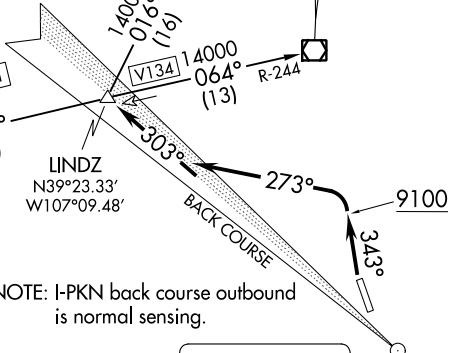 14000
016°
(16)
V134
14000
064°
(13)
R-244
303°
LINDZ
N39°23.33'
W107°09.48'
BACK COURSE
273°
9100
343°
NOTE: I-PKN back course outbound
is normal sensing.